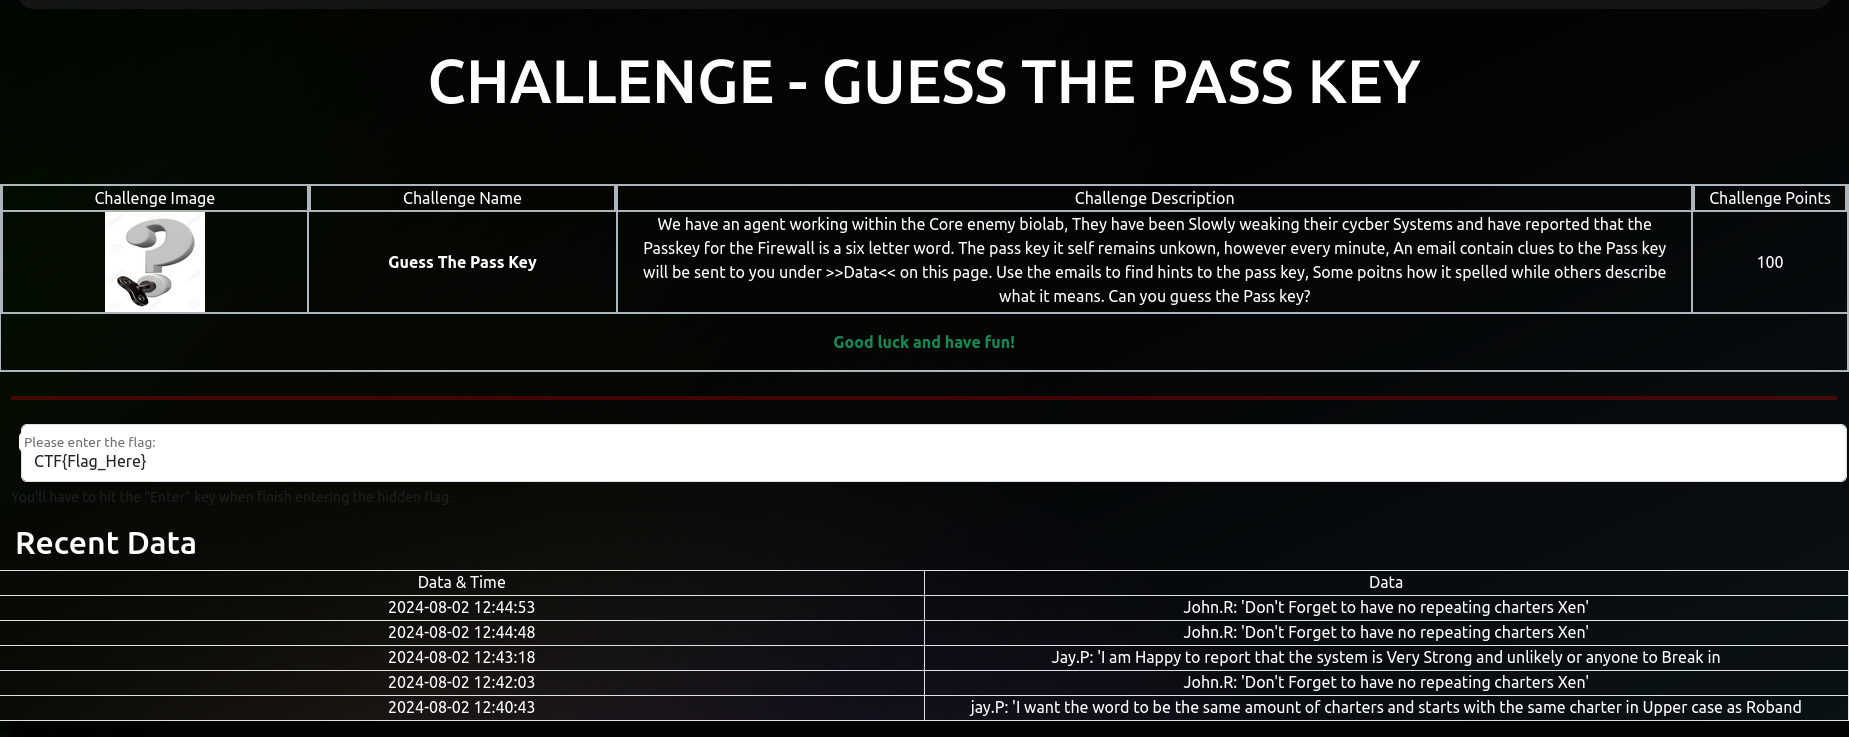 CHALLENGE - GUESS THE PASS KEY
Challenge Image Challenge Name Challenge Description Challenge Points
Guess The Pass Key
We have an agent working within the Core enemy biolab, They have been Slowly weaking their cycber Systems and have reported that the
Passkey for the Firewall is a six letter word. The pass key it self remains unkown, however every minute, An email contain clues to the Pass key
will be sent to you under >>Data<< on this page. Use the emails to find hints to the pass key, Some poitns how it spelled while others describe
what it means. Can you guess the Pass key?
100
Good luck and have fun!
Please enter the flag:
CTF{Flag_Here}
You'll have to hit the "Enter" key when finish entering the hidden flag.
Recent Data
Data & Time Data
2024-08-02 12:44:53 John.R: 'Don't Forget to have no repeating charters Xen'
2024-08-02 12:44:48 John.R: 'Don't Forget to have no repeating charters Xen'
2024-08-02 12:43:18 Jay.P: 'I am Happy to report that the system is Very Strong and unlikely or anyone to Break in
2024-08-02 12:42:03 John.R: 'Don't Forget to have no repeating charters Xen'
2024-08-02 12:40:43 jay.P: 'I want the word to be the same amount of charters and starts with the same charter in Upper case as Roband